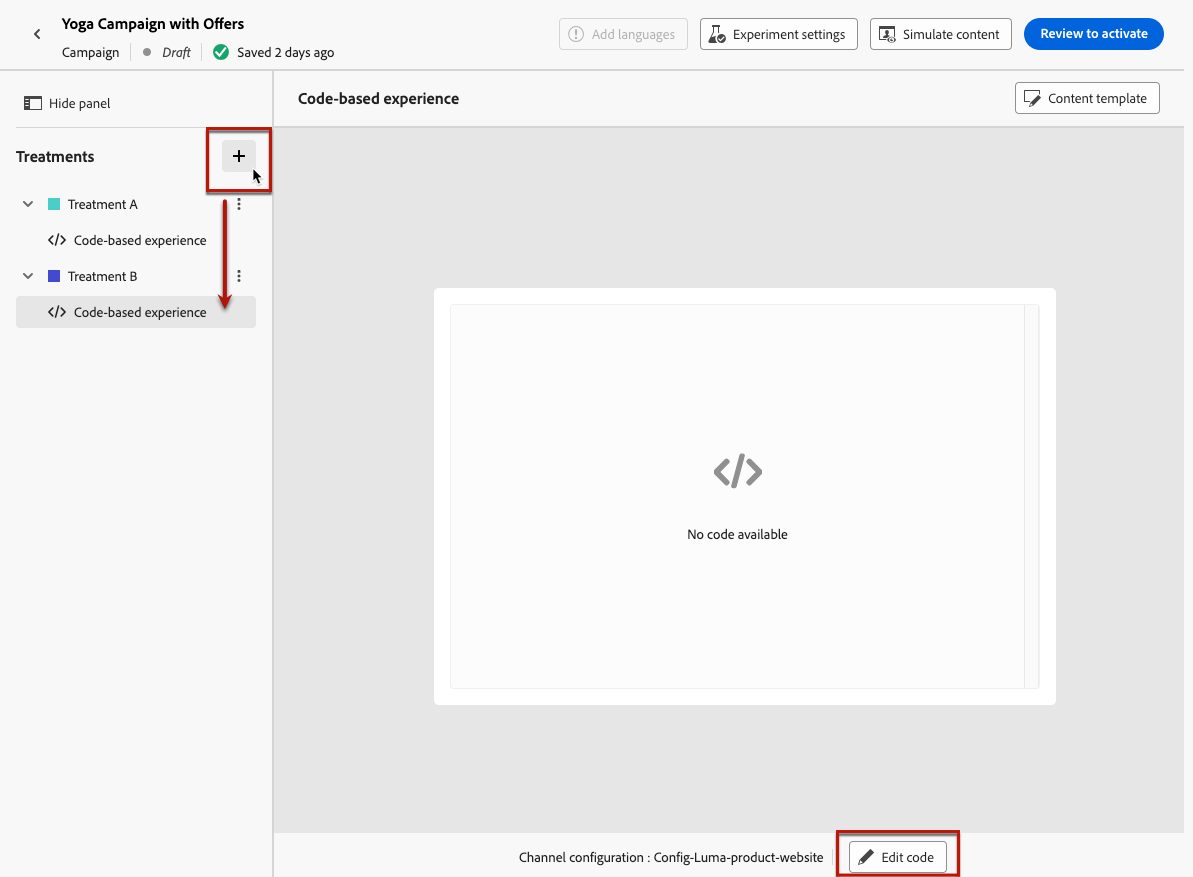 Yoga Campaign with Offers
Campaign Draft Saved 2 days ago
Add languages
Experiment settings
Simulate content
Review to activate
Hide panel
Code-based experience
Content template
Treatments
Treatment A
</> Code-based experience
Treatment B
</> Code-based experience
</>
No code available
Channel configuration : Config-Luma-product-website
Edit code